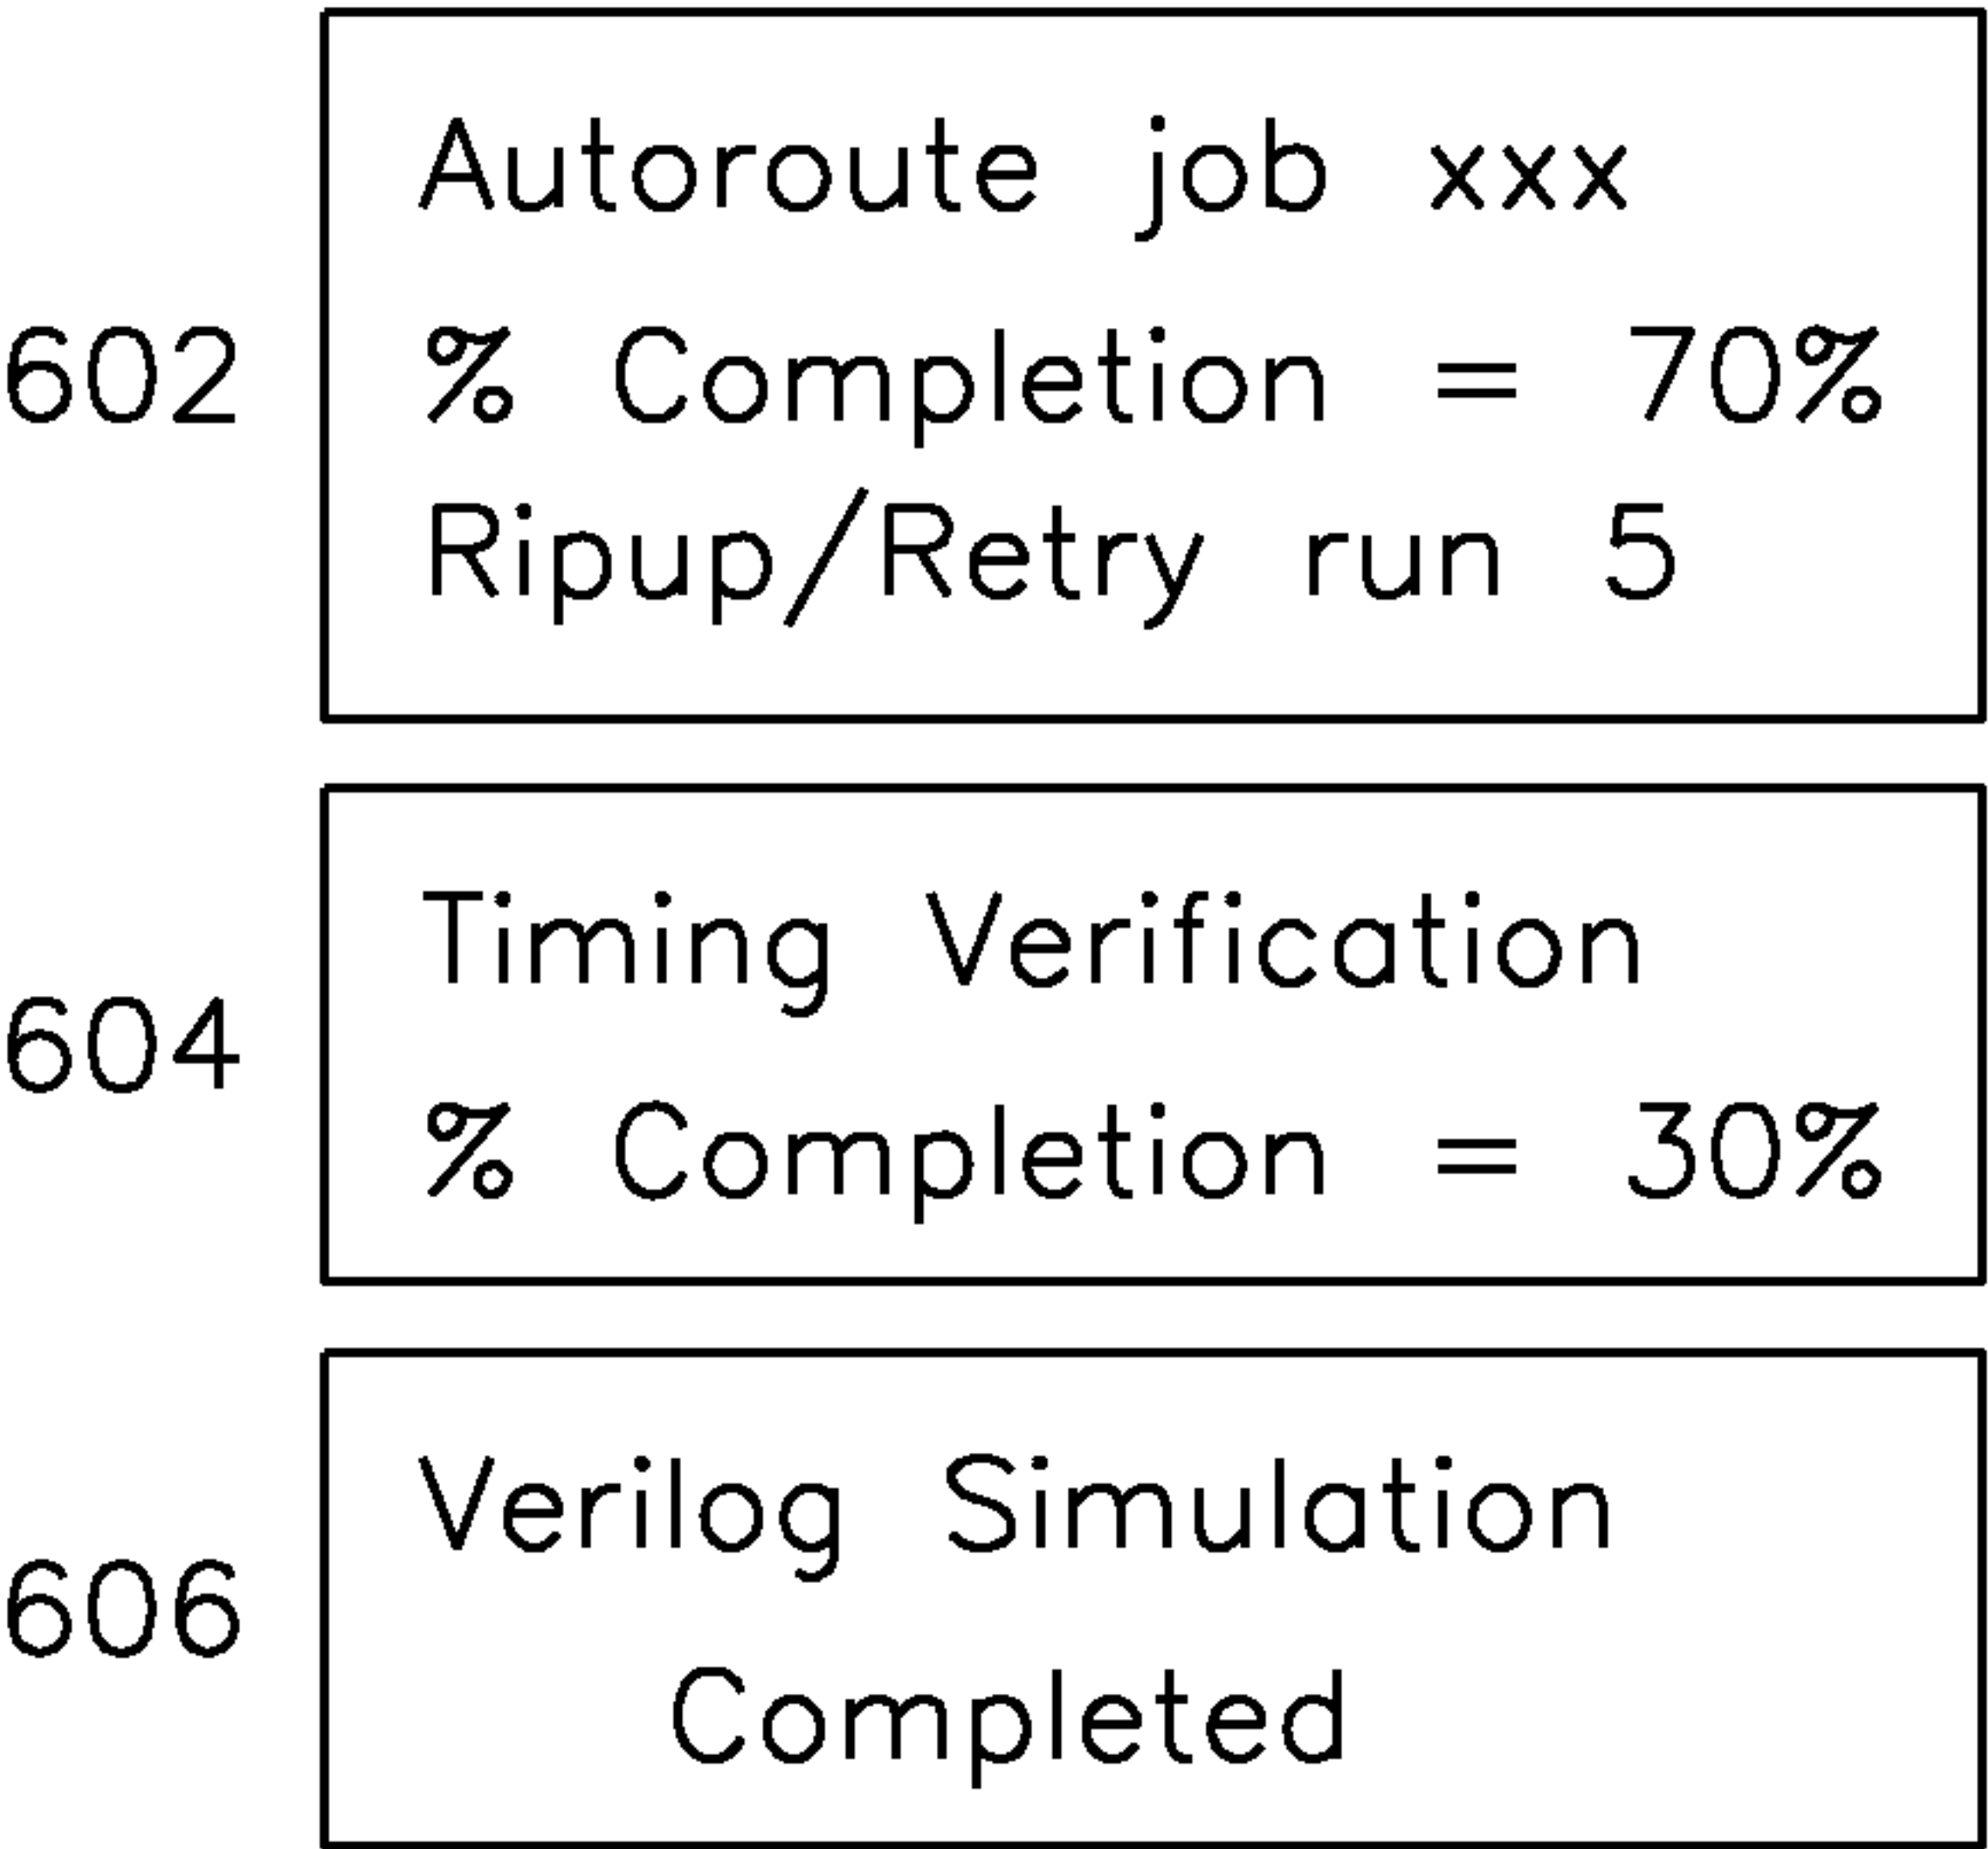 Autoroute job xxx
602
% Completion = 70%
Ripup/Retry run 5
Timing Verification
604
% Completion = 30%
Verilog Simulation
606
Completed